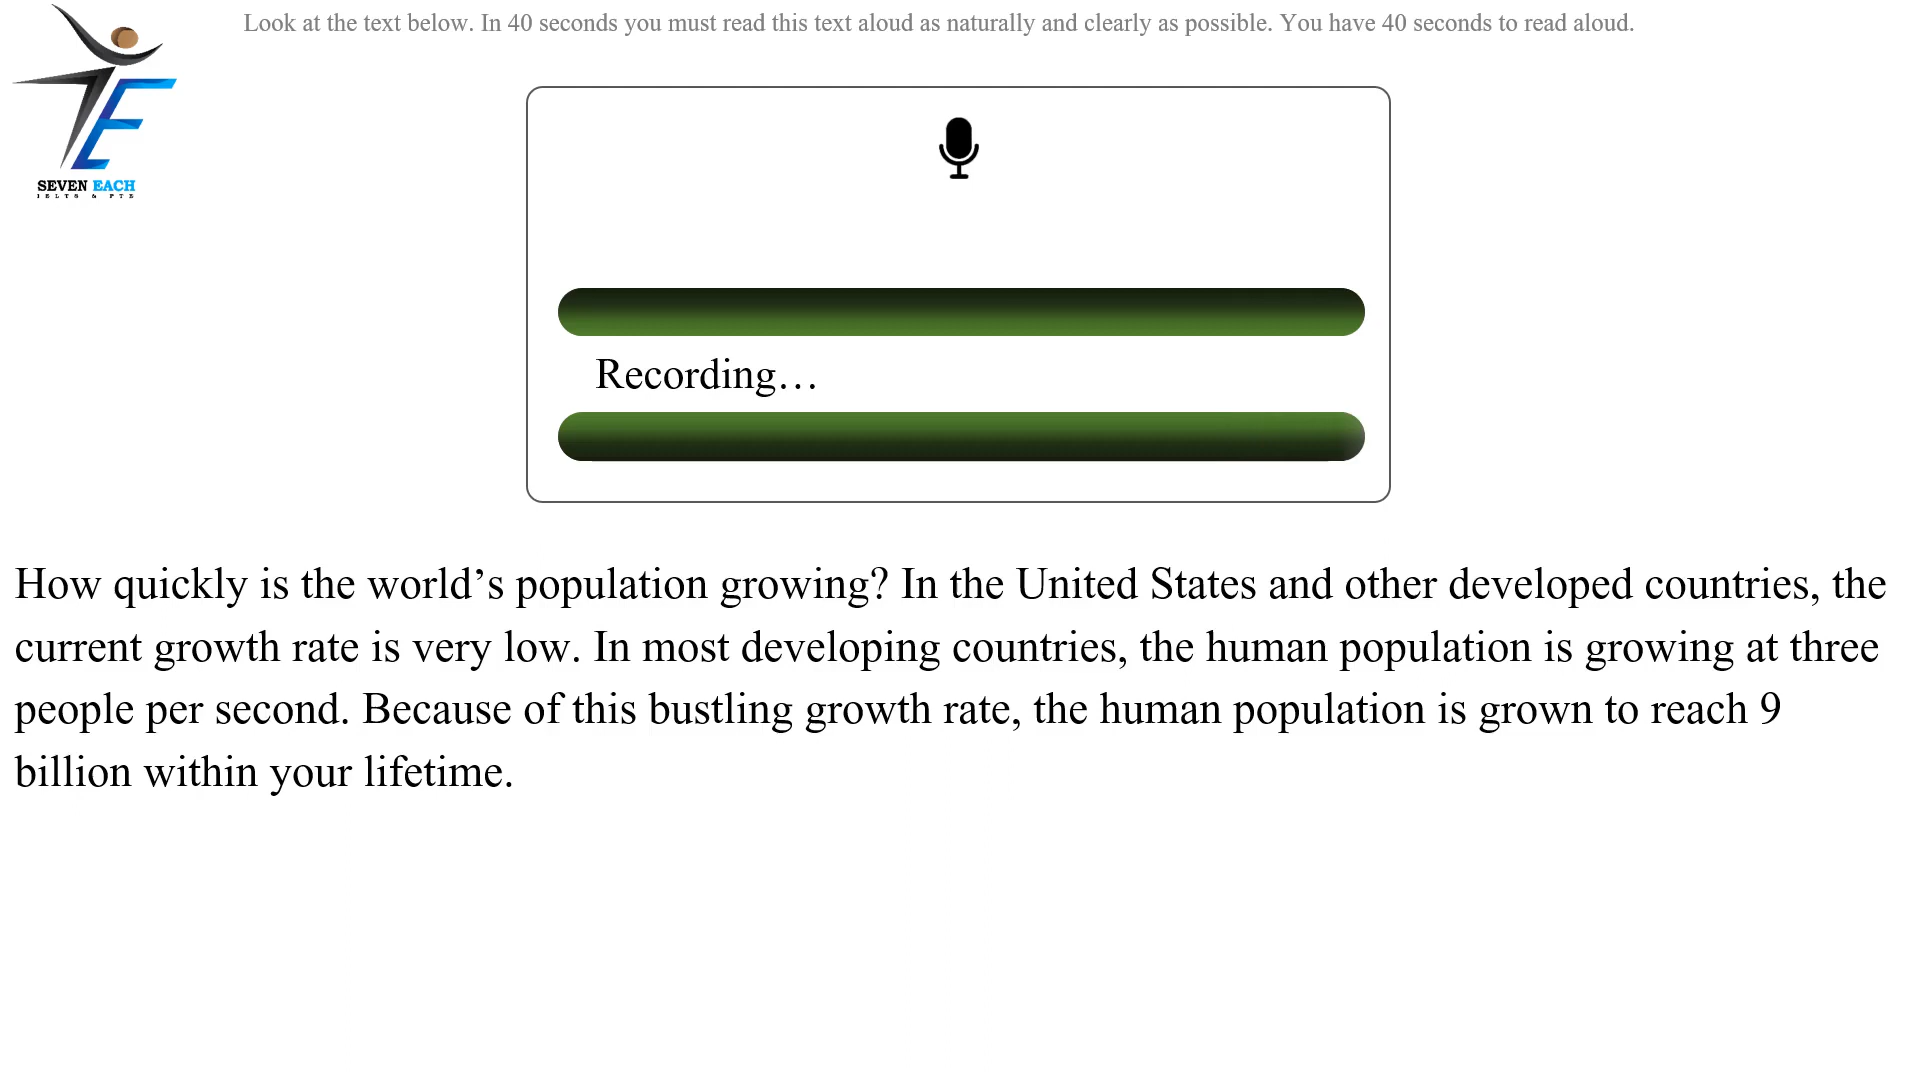 Look at the text below. In 40 seconds you must read this text aloud as naturally and clearly as possible. You have 40 seconds to read aloud.
SEVEN EACH
IELTS & PTE
Recording…
How quickly is the world’s population growing? In the United States and other developed countries, the
current growth rate is very low. In most developing countries, the human population is growing at three
people per second. Because of this bustling growth rate, the human population is grown to reach 9
billion within your lifetime.